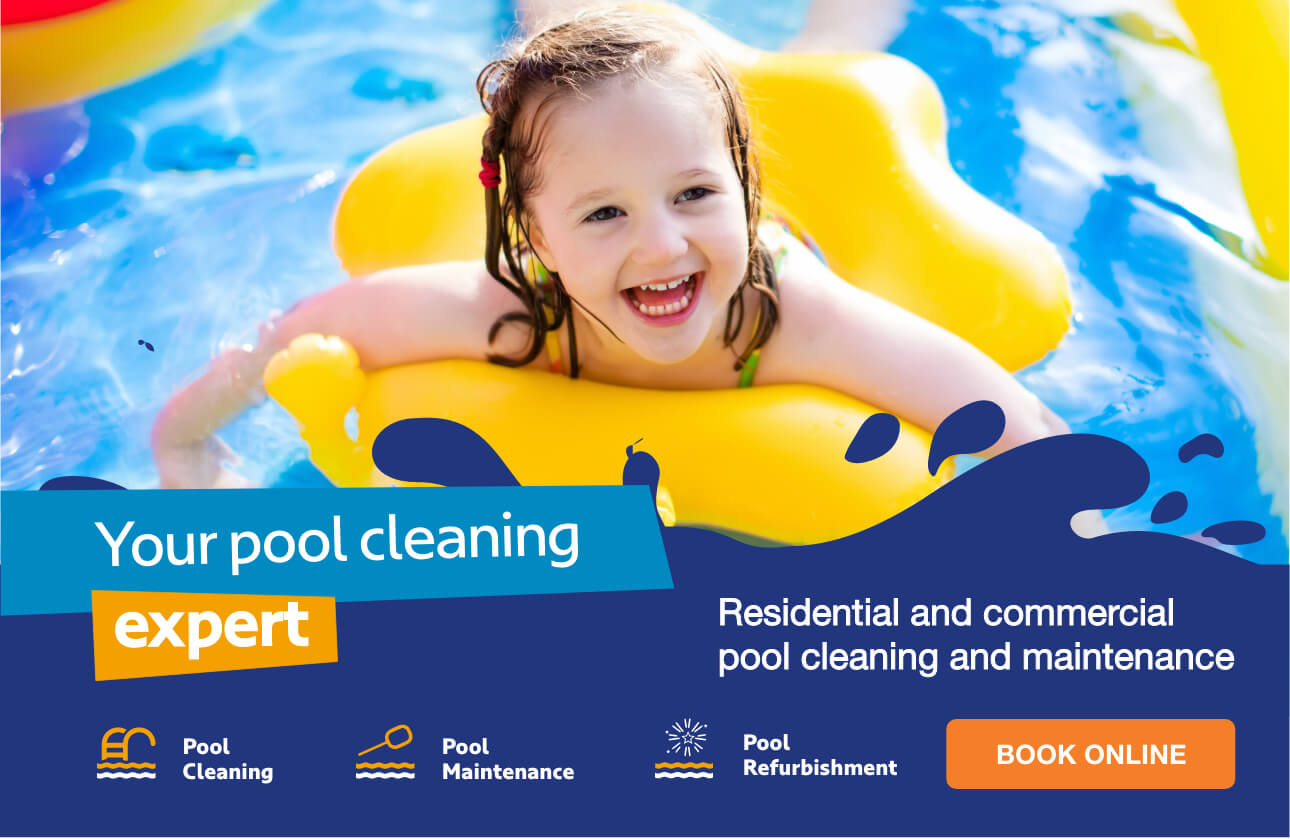 Your pool cleaning
expert
Residential and commercial
pool cleaning and maintenance
Pool
Cleaning
Pool
Maintenance
Pool
Refurbishment
BOOK ONLINE